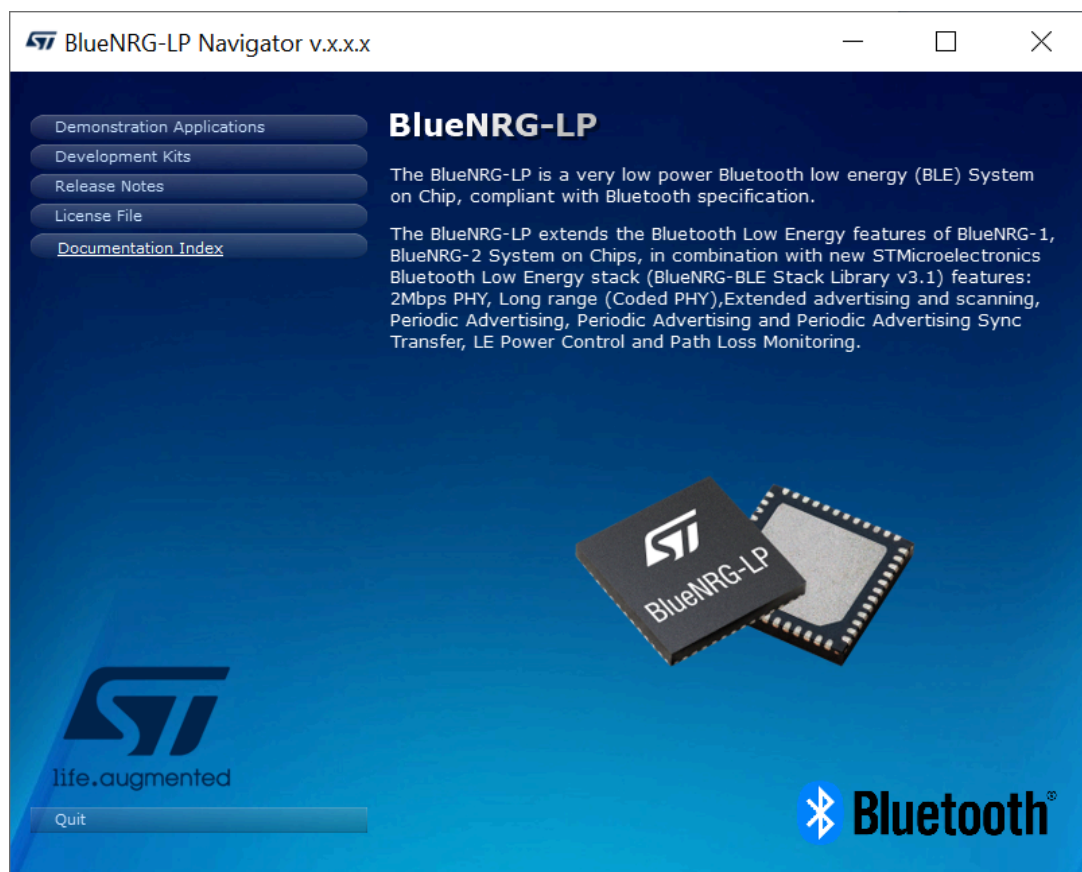 BlueNRG-LP Navigator v.x.x.x
Demonstration Applications
Development Kits
Release Notes
License File
Documentation Index
BlueNRG-LP
The BlueNRG-LP is a very low power Bluetooth low energy (BLE) System
on Chip, compliant with Bluetooth specification.
The BlueNRG-LP extends the Bluetooth Low Energy features of BlueNRG-1,
BlueNRG-2 System on Chips, in combination with new STMicroelectronics
Bluetooth Low Energy stack (BlueNRG-BLE Stack Library v3.1) features:
2Mbps PHY, Long range (Coded PHY),Extended advertising and scanning,
Periodic Advertising, Periodic Advertising and Periodic Advertising Sync
Transfer, LE Power Control and Path Loss Monitoring.
ST
BlueNRG-LP
ST
life.augmented
Quit
Bluetooth®